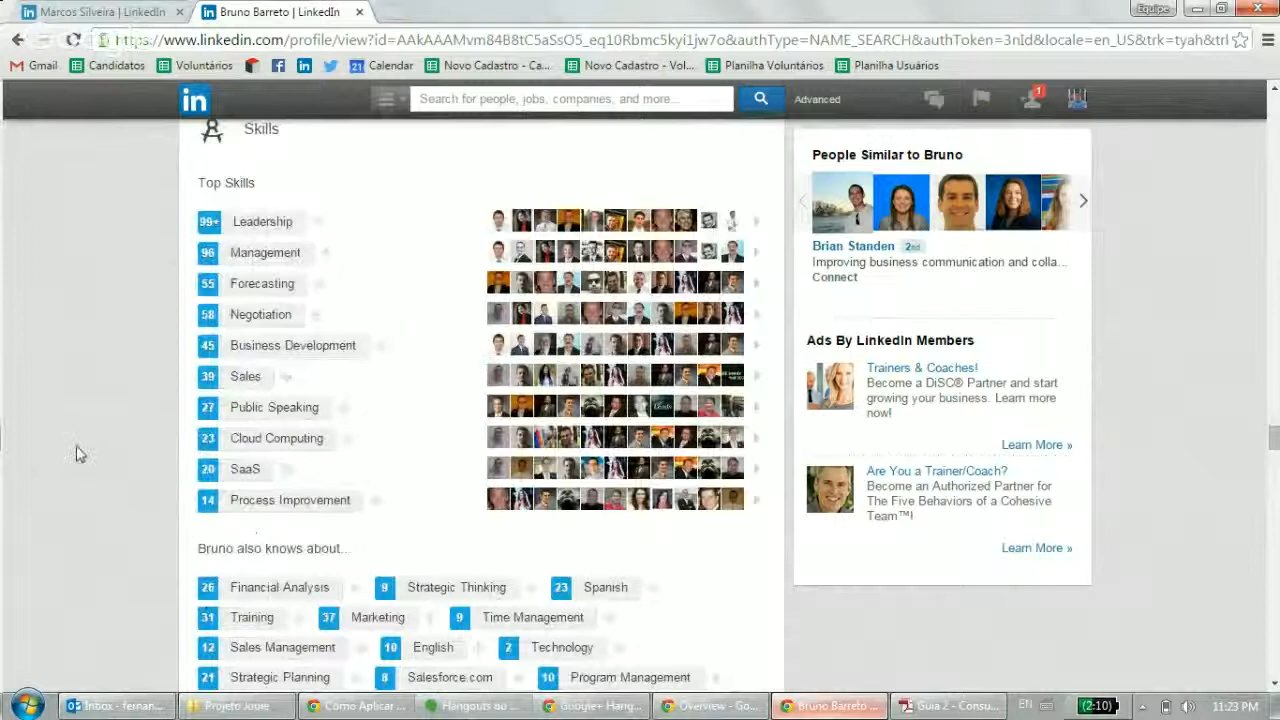 Marcos Silveira | LinkedIn
Bruno Barreto | LinkedIn
Equipe
https://www.linkedin.com/profile/view?id=AAkAAAMvm84B8tC5aSsO5_eq10Rbmc5kyi1jw7o&authType=NAME_SEARCH&authToken=3nId&locale=en_US&trk=tyah&trk
Gmail Candidatos Voluntários Calendar Novo Cadastro - Ca... Novo Cadastro - Vol... Planilha Voluntários Planilha Usuários
in Search for people, jobs, companies, and more... Advanced 1
Skills
Top Skills
99+ Leadership
96 Management
55 Forecasting
58 Negotiation
45 Business Development
39 Sales
27 Public Speaking
23 Cloud Computing
20 SaaS
14 Process Improvement
Bruno also knows about...
26 Financial Analysis 9 Strategic Thinking 23 Spanish
31 Training 37 Marketing 9 Time Management
12 Sales Management 10 English 2 Technology
21 Strategic Planning 8 Salesforce.com 10 Program Management
People Similar to Bruno
Brian Standen 2nd
Improving business communication and colla...
Connect
Ads By LinkedIn Members
Trainers & Coaches!
Become a DiSC® Partner and start
growing your business. Learn more
now!
Learn More »
Are You a Trainer/Coach?
Become an Authorized Partner for
The Five Behaviors of a Cohesive
Team™!
Learn More »
Inbox - fernan... Projeto Joule Cómo Aplicar ... Hangouts do ... Google+ Hang... Overview - Go... Bruno Barreto ... Guia 2 - Consu... EN (2:10) 11:23 PM